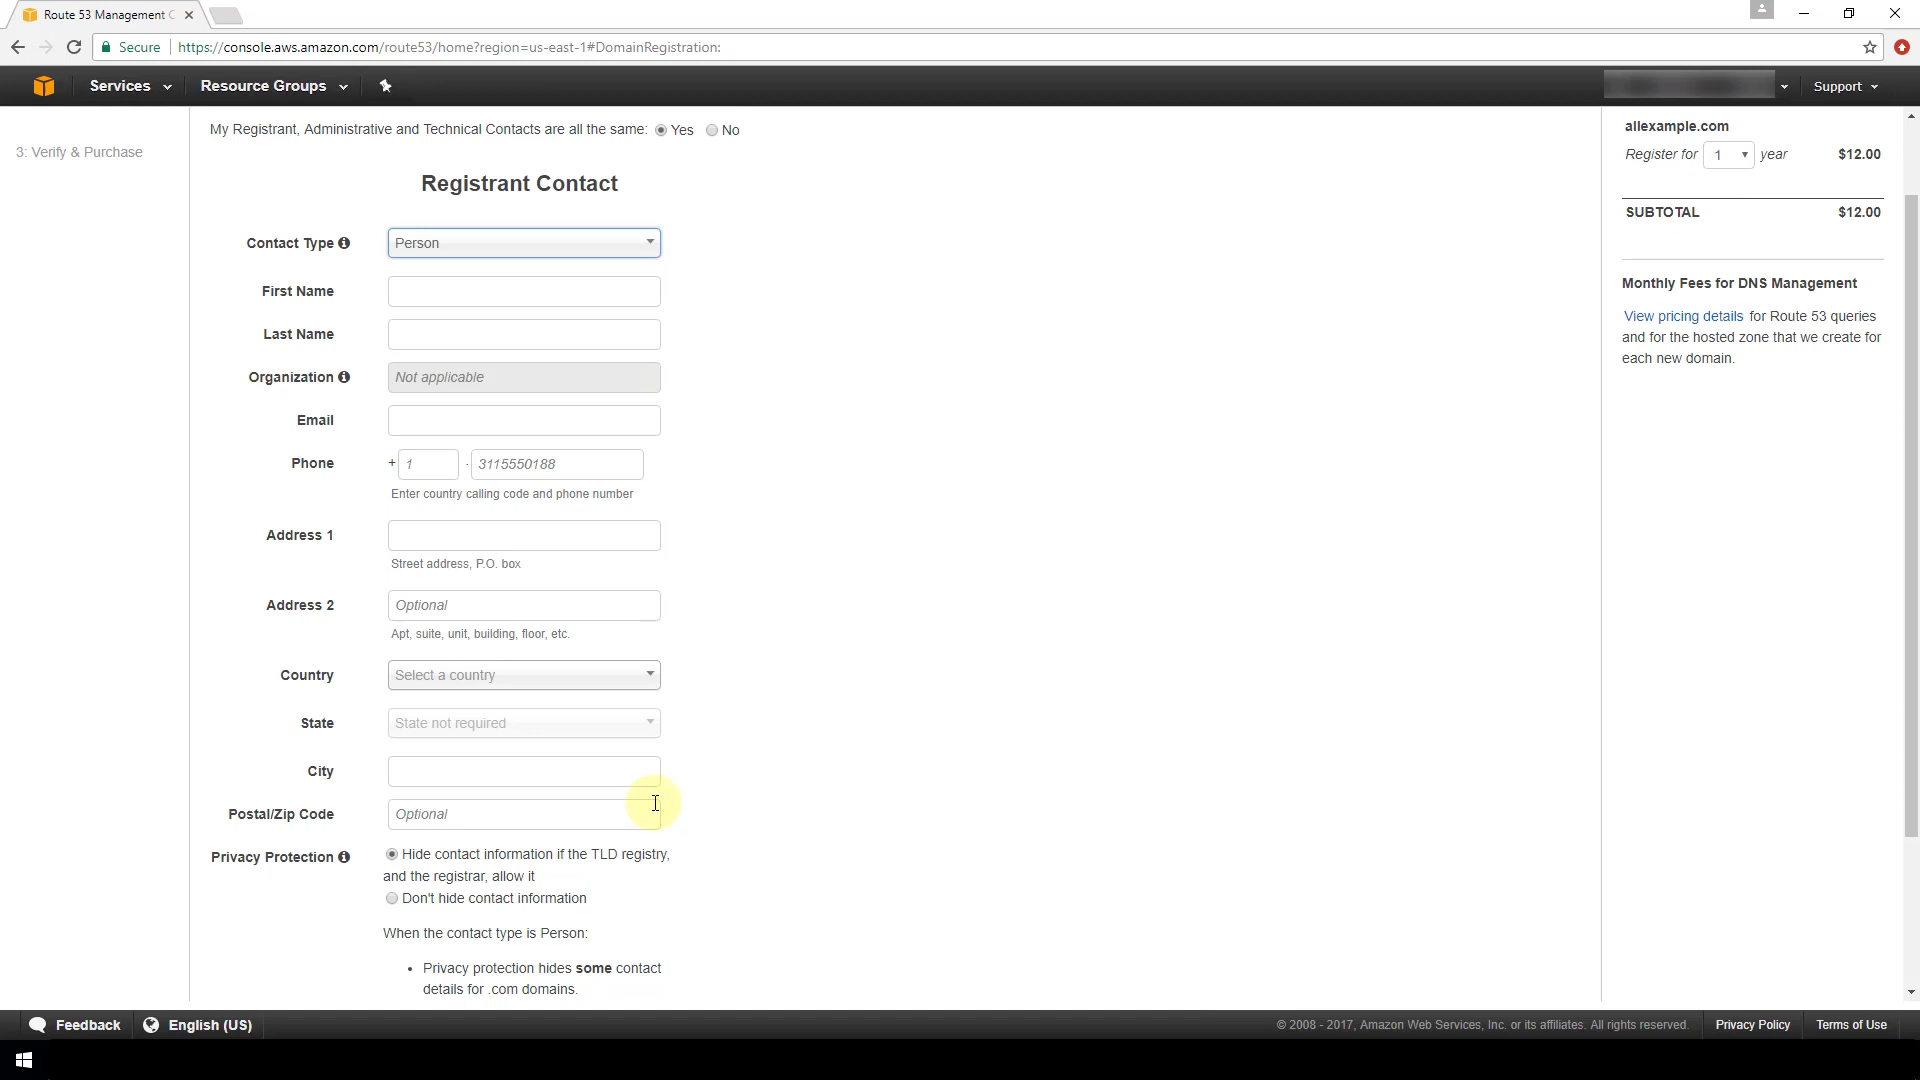 Route 53 Management C
Secure
https://console.aws.amazon.com/route53/home?region=us-east-1#DomainRegistration:
Services
Resource Groups
Support
3: Verify & Purchase
My Registrant, Administrative and Technical Contacts are all the same: Yes No
Registrant Contact
Contact Type Person
First Name
Last Name
Organization Not applicable
Email
Phone + 1 . 3115550188
Enter country calling code and phone number
Address 1
Street address, P.O. box
Address 2 Optional
Apt, suite, unit, building, floor, etc.
Country Select a country
State State not required
City
Postal/Zip Code Optional
Privacy Protection Hide contact information if the TLD registry,
and the registrar, allow it
Don't hide contact information
When the contact type is Person:
• Privacy protection hides some contact
details for .com domains.
allexample.com
Register for 1 year $12.00
SUBTOTAL $12.00
Monthly Fees for DNS Management
View pricing details for Route 53 queries
and for the hosted zone that we create for
each new domain.
Feedback
English (US)
© 2008 - 2017, Amazon Web Services, Inc. or its affiliates. All rights reserved.
Privacy Policy
Terms of Use